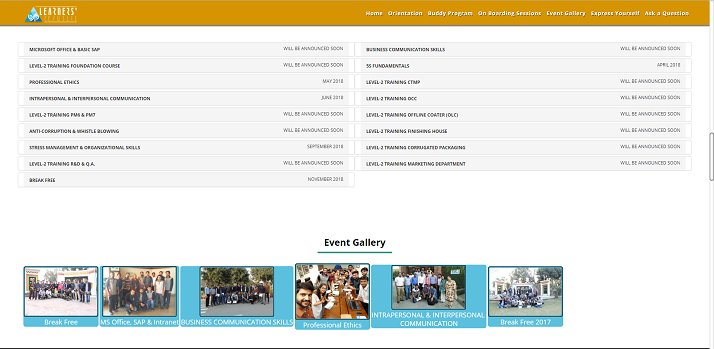 LEARNERS'
Home Orientation Buddy Program On Boarding Sessions Event Gallery Express Yourself Ask a Question
MICROSOFT OFFICE & BASIC SAP WILL BE ANNOUNCED SOON
LEVEL-2 TRAINING FOUNDATION COURSE WILL BE ANNOUNCED SOON
PROFESSIONAL ETHICS MAY 2018
INTRAPERSONAL & INTERPERSONAL COMMUNICATION JUNE 2018
LEVEL-2 TRAINING PM6 & PM7 WILL BE ANNOUNCED SOON
ANTI-CORRUPTION & WHISTLE BLOWING WILL BE ANNOUNCED SOON
STRESS MANAGEMENT & ORGANIZATIONAL SKILLS SEPTEMBER 2018
LEVEL-2 TRAINING R&D & Q.A. WILL BE ANNOUNCED SOON
BREAK FREE NOVEMBER 2018
BUSINESS COMMUNICATION SKILLS WILL BE ANNOUNCED SOON
5S FUNDAMENTALS APRIL 2018
LEVEL-2 TRAINING CTMP WILL BE ANNOUNCED SOON
LEVEL-2 TRAINING OCC WILL BE ANNOUNCED SOON
LEVEL-2 TRAINING OFFLINE COATER (OLC) WILL BE ANNOUNCED SOON
LEVEL-2 TRAINING FINISHING HOUSE WILL BE ANNOUNCED SOON
LEVEL-2 TRAINING CORRUGATED PACKAGING WILL BE ANNOUNCED SOON
LEVEL-2 TRAINING MARKETING DEPARTMENT WILL BE ANNOUNCED SOON
Event Gallery
Break Free
MS Office, SAP & Intranet
BUSINESS COMMUNICATION SKILLS
Professional Ethics
INTRAPERSONAL & INTERPERSONAL
COMMUNICATION
Break Free 2017